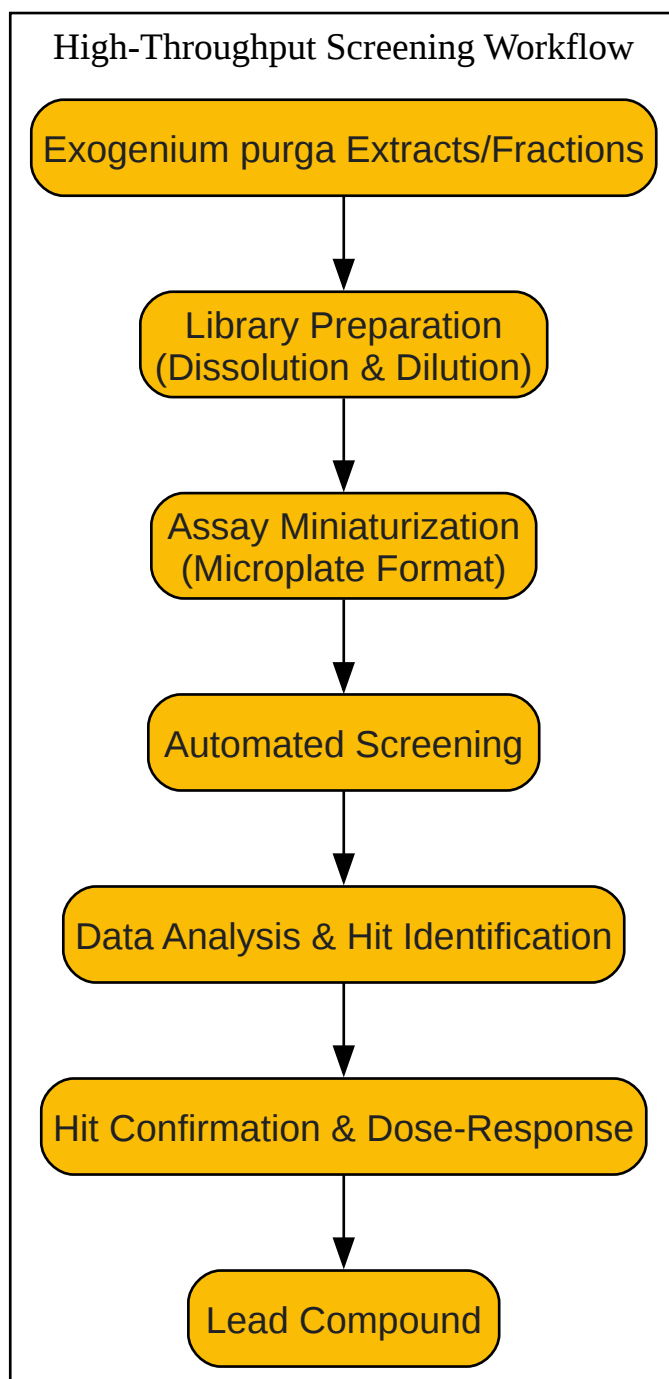 High-Throughput Screening Workflow
Exogenium purga Extracts/Fractions
Library Preparation
(Dissolution & Dilution)
Assay Miniaturization
(Microplate Format)
Automated Screening
Data Analysis & Hit Identification
Hit Confirmation & Dose-Response
Lead Compound